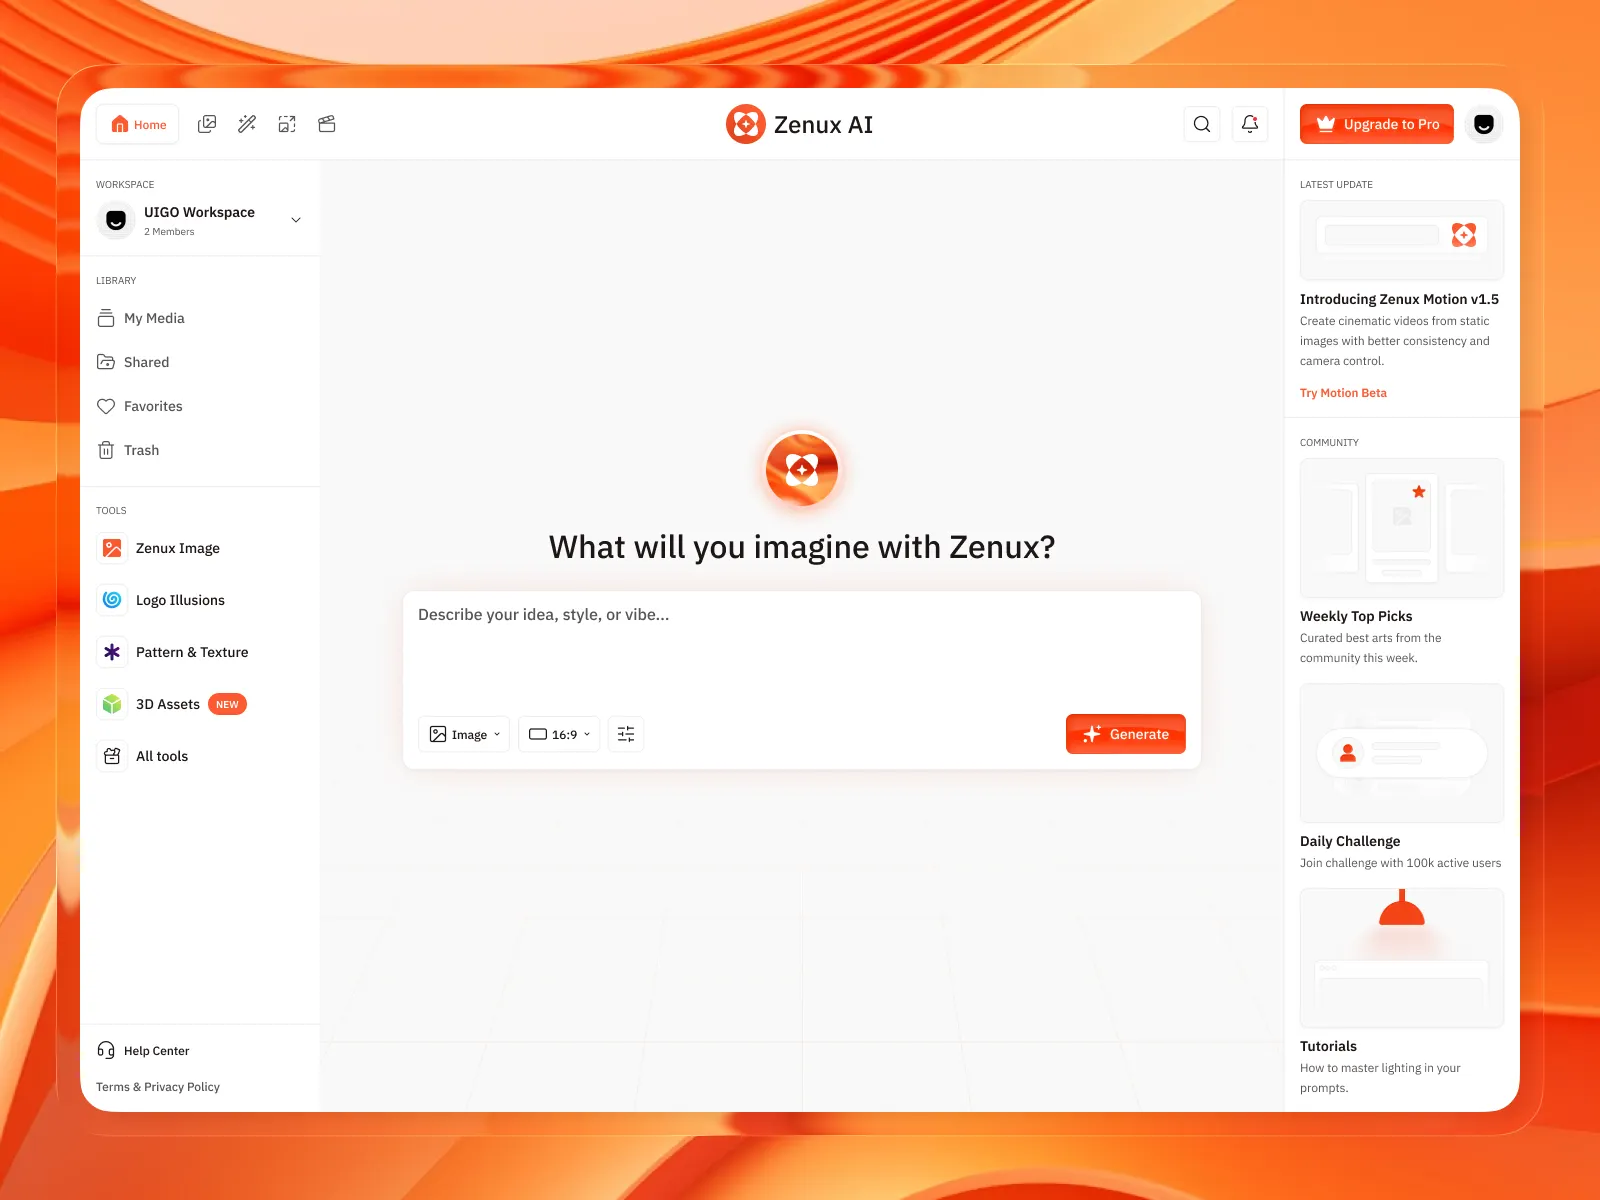 Home
Zenux AI
Upgrade to Pro
WORKSPACE
UIGO Workspace
2 Members
LIBRARY
My Media
Shared
Favorites
Trash
TOOLS
Zenux Image
Logo Illusions
Pattern & Texture
3D Assets NEW
All tools
Help Center
Terms & Privacy Policy
What will you imagine with Zenux?
Describe your idea, style, or vibe...
Image
16:9
Generate
LATEST UPDATE
Introducing Zenux Motion v1.5
Create cinematic videos from static
images with better consistency and
camera control.
Try Motion Beta
COMMUNITY
Weekly Top Picks
Curated best arts from the
community this week.
Daily Challenge
Join challenge with 100k active users
Tutorials
How to master lighting in your
prompts.